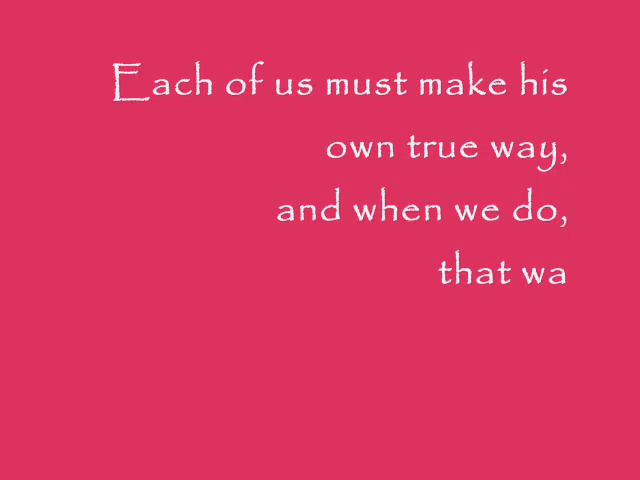 Each of us must make his
own true way,
and when we do,
that wa